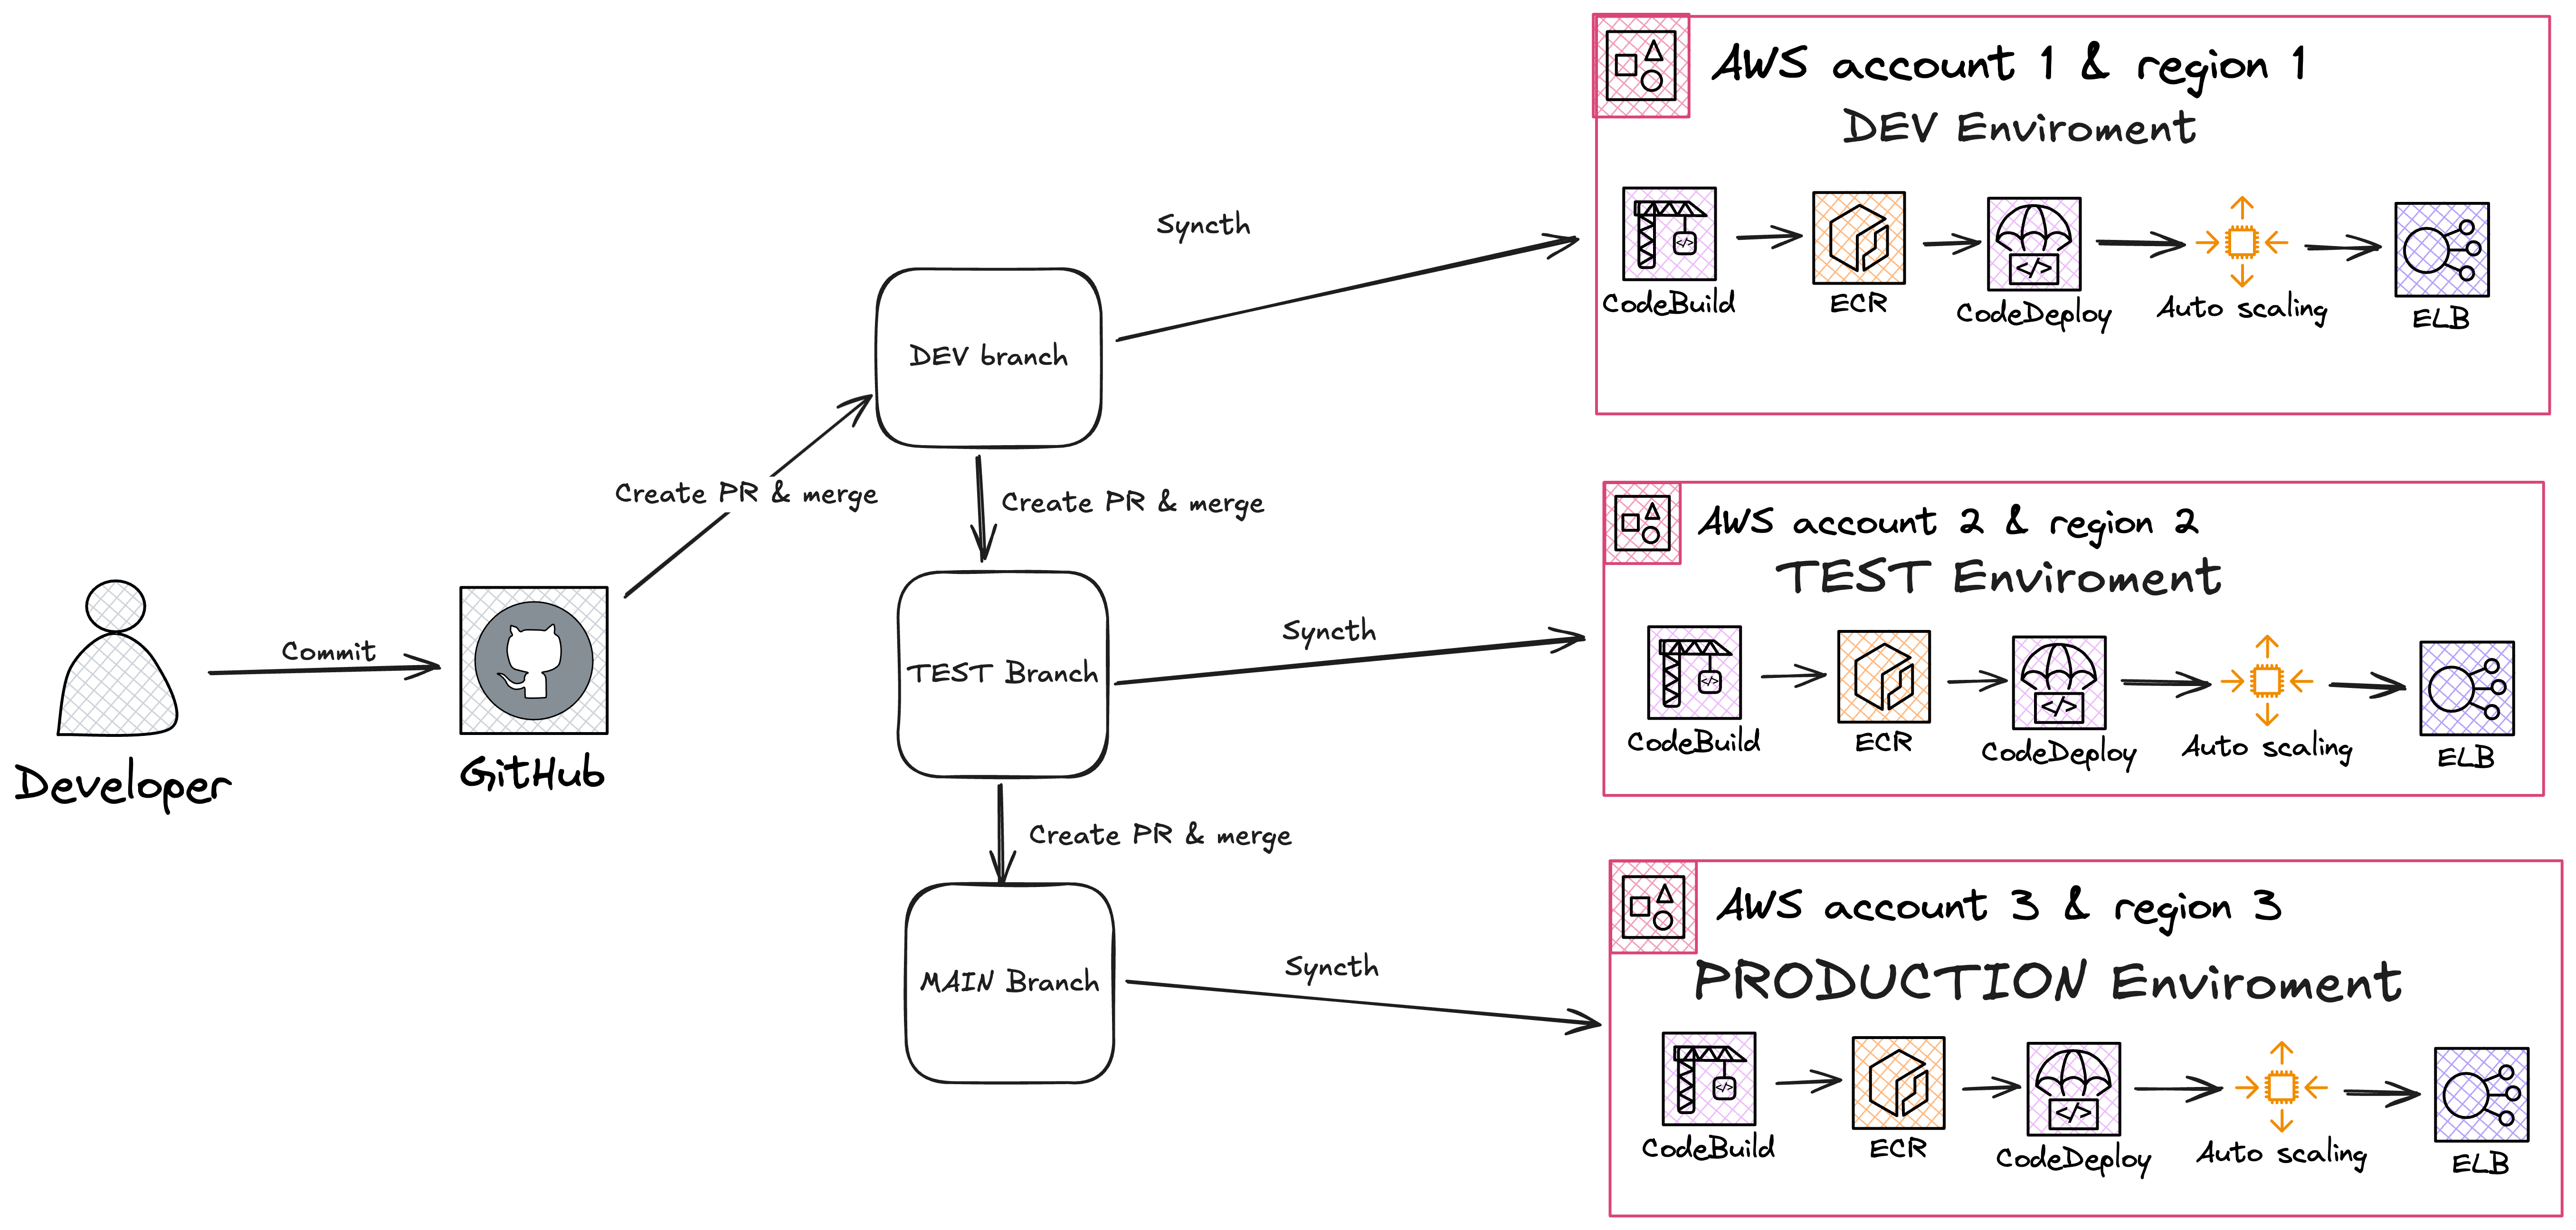 Developer
Commit
GitHub
Create PR & merge
DEV branch
Create PR & merge
TEST Branch
Create PR & merge
MAIN Branch
Syncth
Syncth
Syncth
AWS account 1 & region 1
DEV Enviroment
CodeBuild
ECR
CodeDeploy
Auto scaling
ELB
AWS account 2 & region 2
TEST Enviroment
CodeBuild
ECR
CodeDeploy
Auto scaling
ELB
AWS account 3 & region 3
PRODUCTION Enviroment
CodeBuild
ECR
CodeDeploy
Auto scaling
ELB